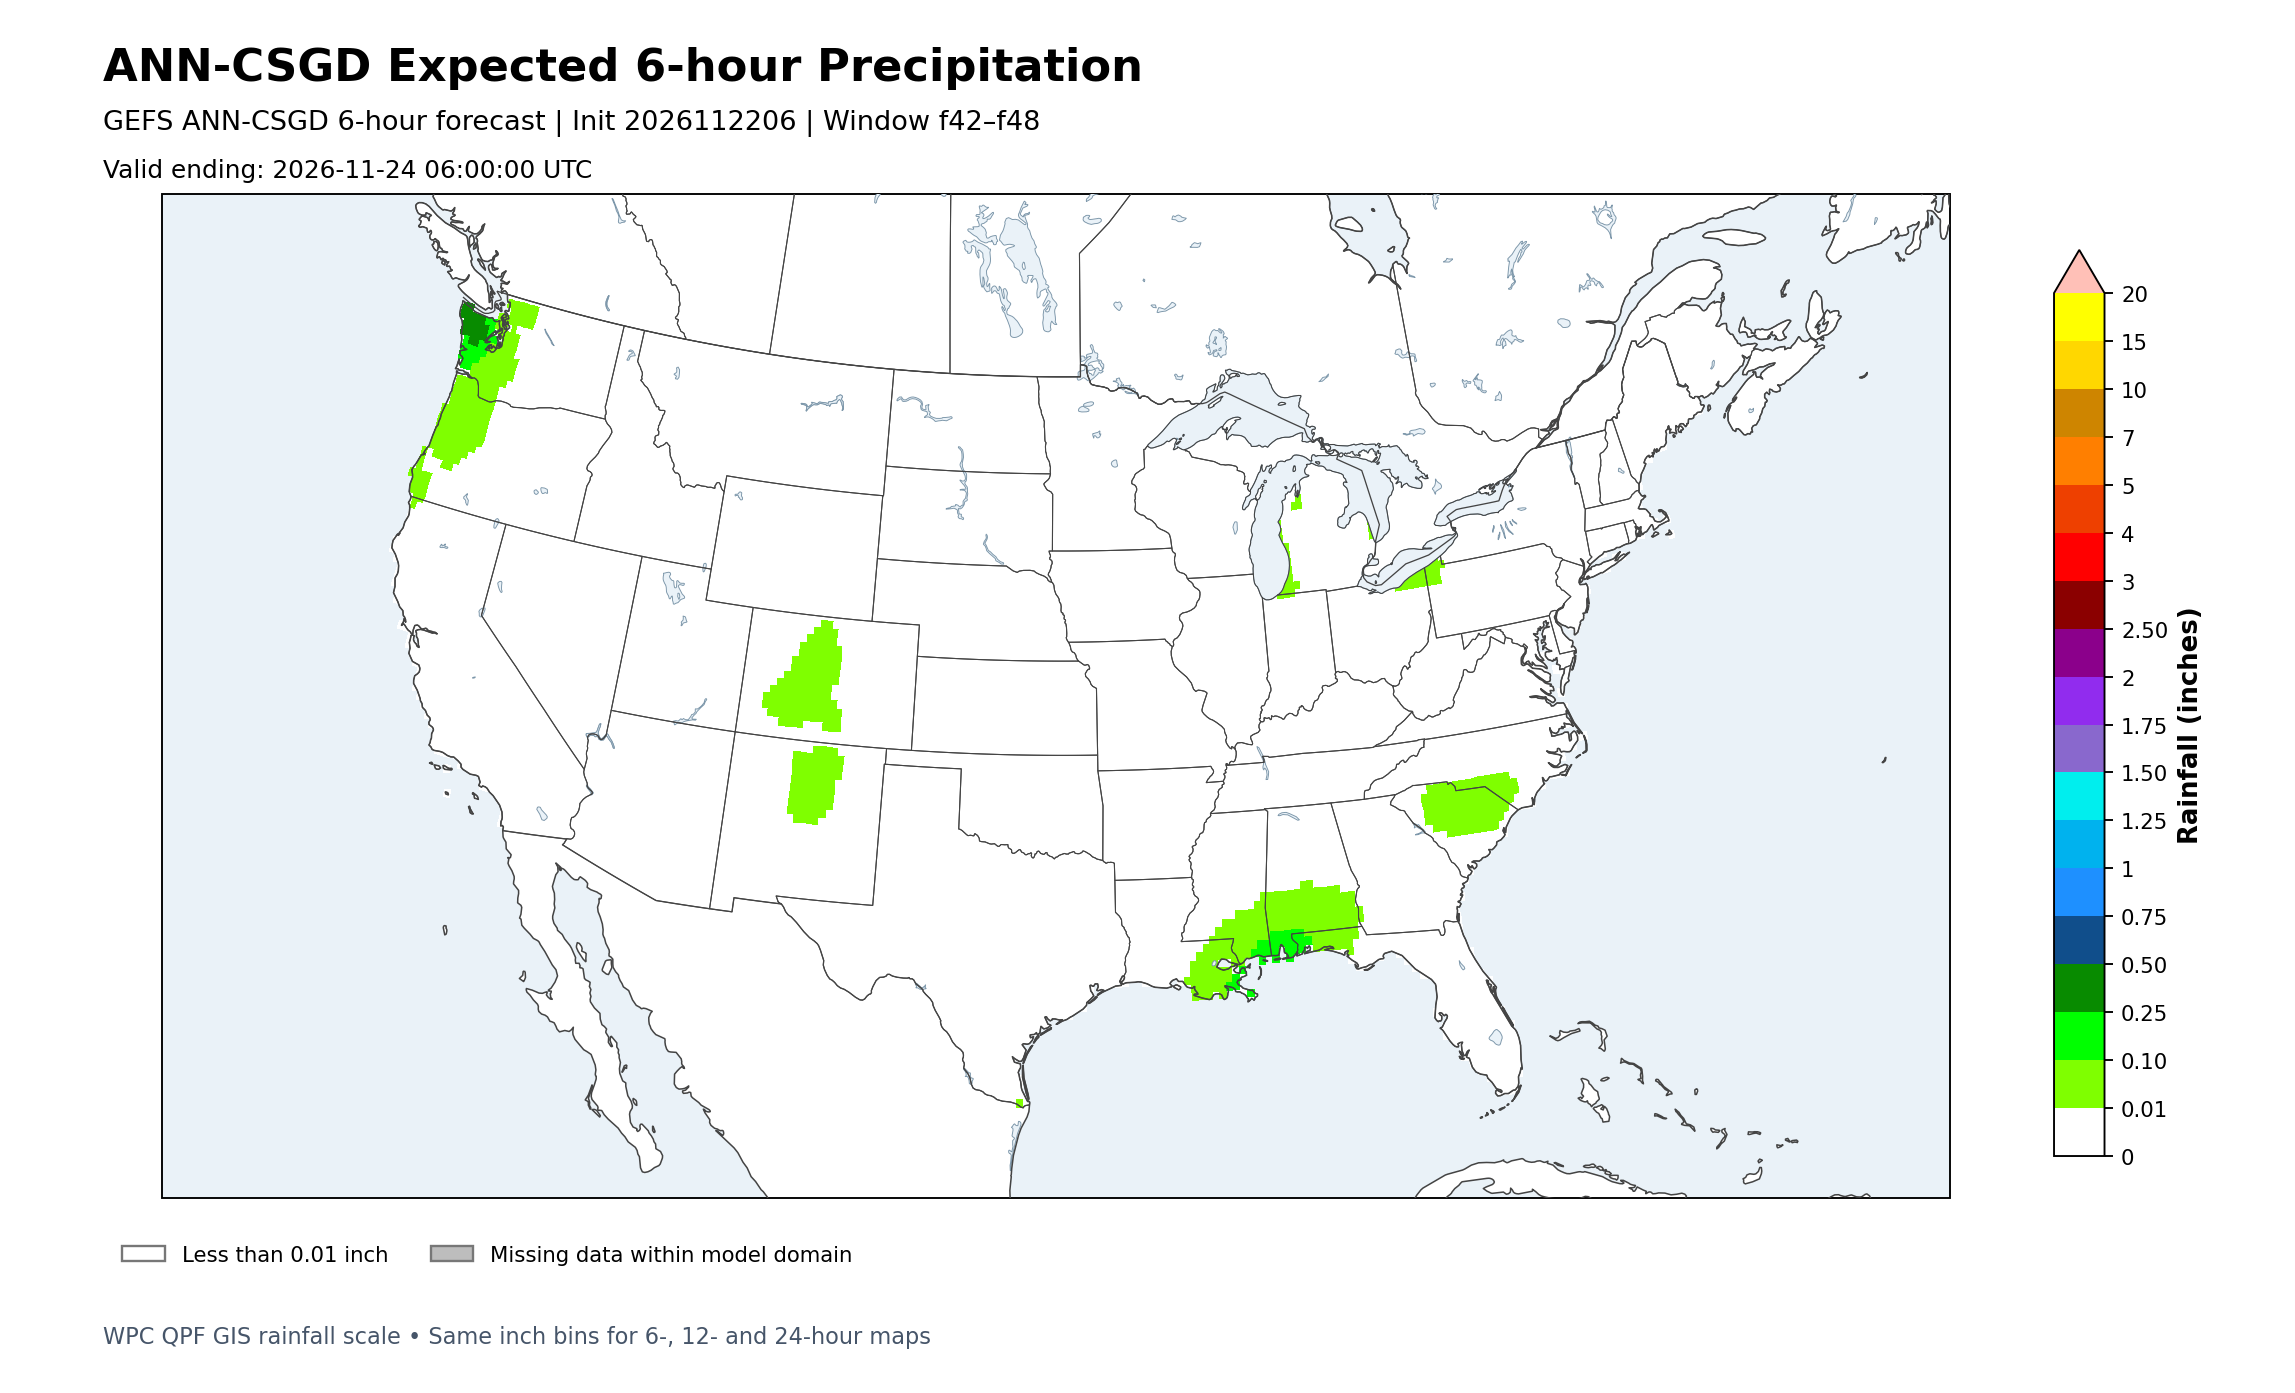 ANN-CSGD Expected 6-hour Precipitation
GEFS ANN-CSGD 6-hour forecast | Init 2026112206 | Window f42–f48
Valid ending: 2026-11-24 06:00:00 UTC
20
15
10
7
5
4
3
2.50
2
1.75
1.50
1.25
1
0.75
0.50
0.25
0.10
0.01
0
Rainfall (inches)
Less than 0.01 inch
Missing data within model domain
WPC QPF GIS rainfall scale • Same inch bins for 6-, 12- and 24-hour maps